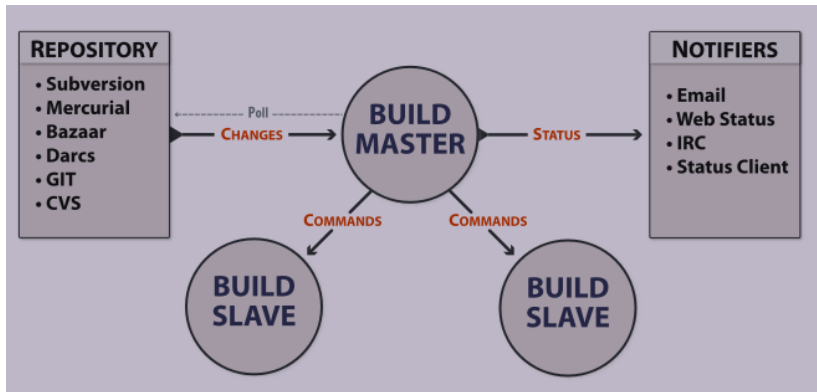 REPOSITORY
• Subversion
• Mercurial
• Bazaar
• Darcs
• GIT
• CVS
Poll
CHANGES
BUILD
MASTER
STATUS
NOTIFIERS
• Email
• Web Status
• IRC
• Status Client
COMMANDS
COMMANDS
BUILD
SLAVE
BUILD
SLAVE